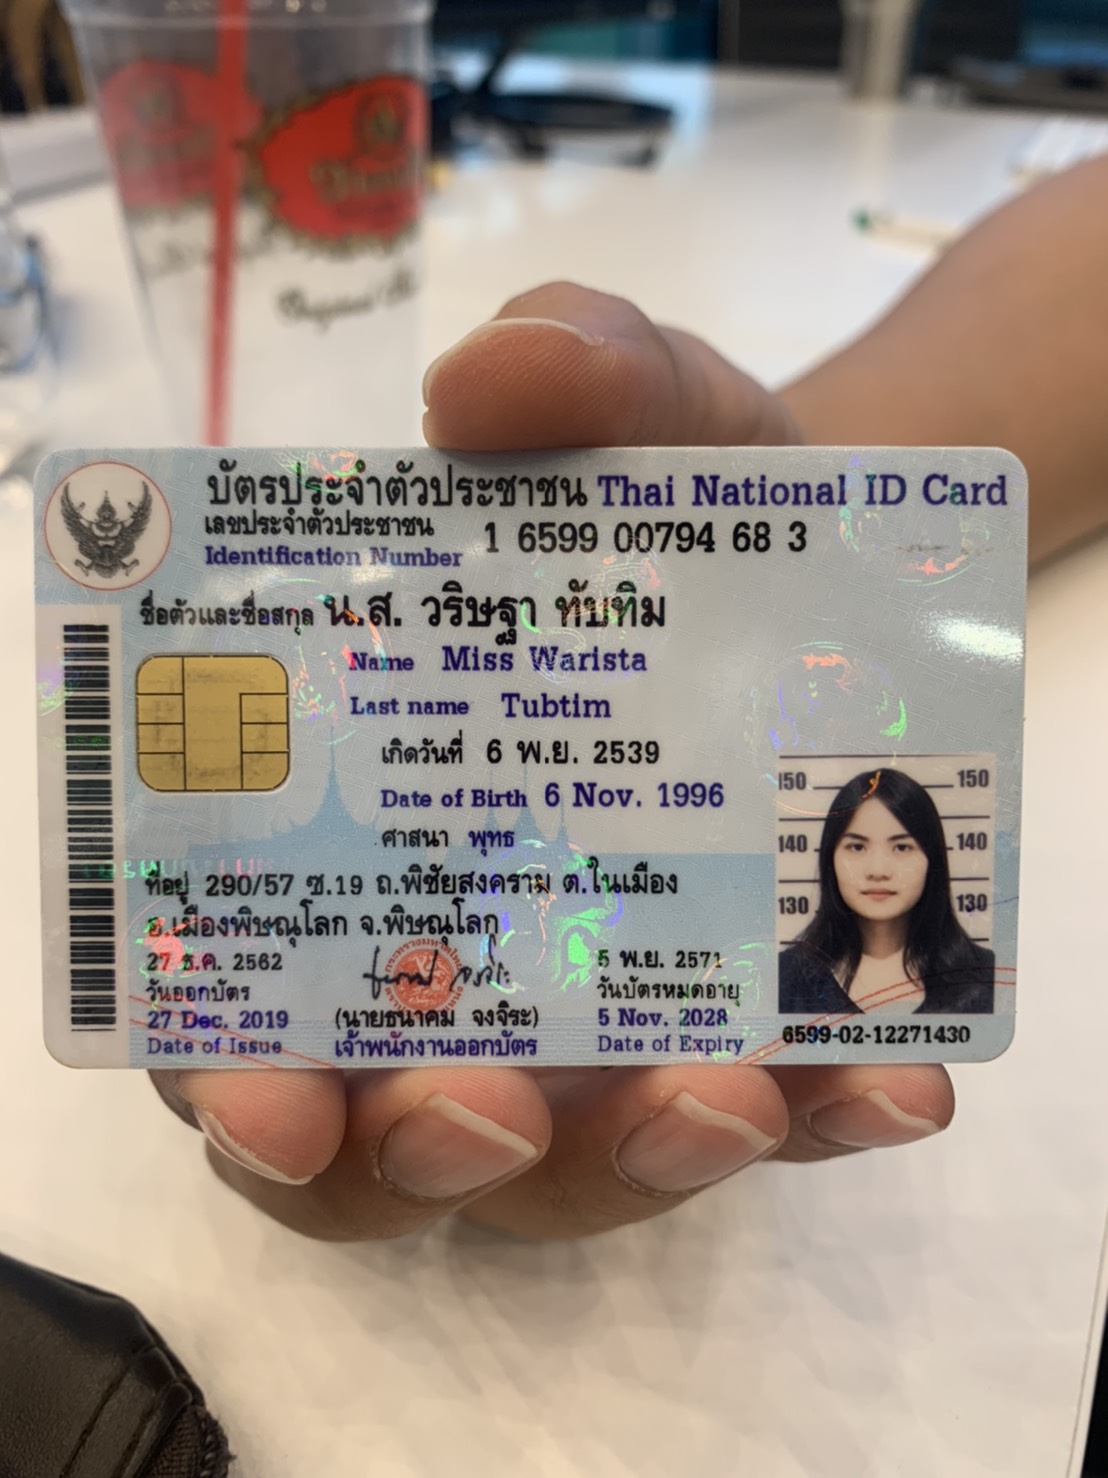 บัตรประจำตัวประชาชน Thai National ID Card
เลขประจำตัวประชาชน
Identification Number
1 6599 00794 68 3
ชื่อตัวและชื่อสกุล น.ส. วริษฐา ทับทิม
Name Miss Warista
Last name Tubtim
เกิดวันที่ 6 พ.ย. 2539
Date of Birth 6 Nov. 1996
ศาสนา พุทธ
ที่อยู่ 290/57 ซ.19 ถ.พิชัยสงคราม ต.ในเมือง
อ.เมืองพิษณุโลก จ.พิษณุโลก
27 ธ.ค. 2562
วันออกบัตร
27 Dec. 2019
Date of Issue
(นายธนาคม จงจิระ)
เจ้าพนักงานออกบัตร
5 พ.ย. 2571
วันบัตรหมดอายุ
5 Nov. 2028
Date of Expiry
150 150
140 140
130 130
6599-02-12271430